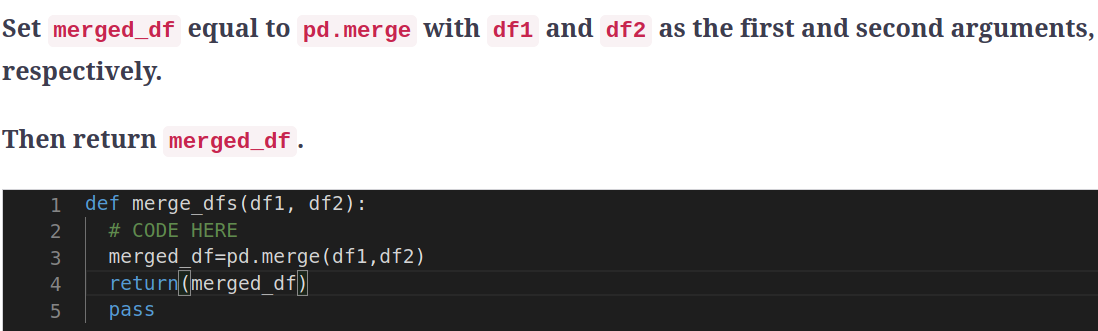 Set merged_df equal to pd.merge with df1 and df2 as the first and second arguments,
respectively.
Then return merged_df.
1 def merge_dfs(df1, df2):
2   # CODE HERE
3   merged_df=pd.merge(df1,df2)
4   return(merged_df)
5   pass